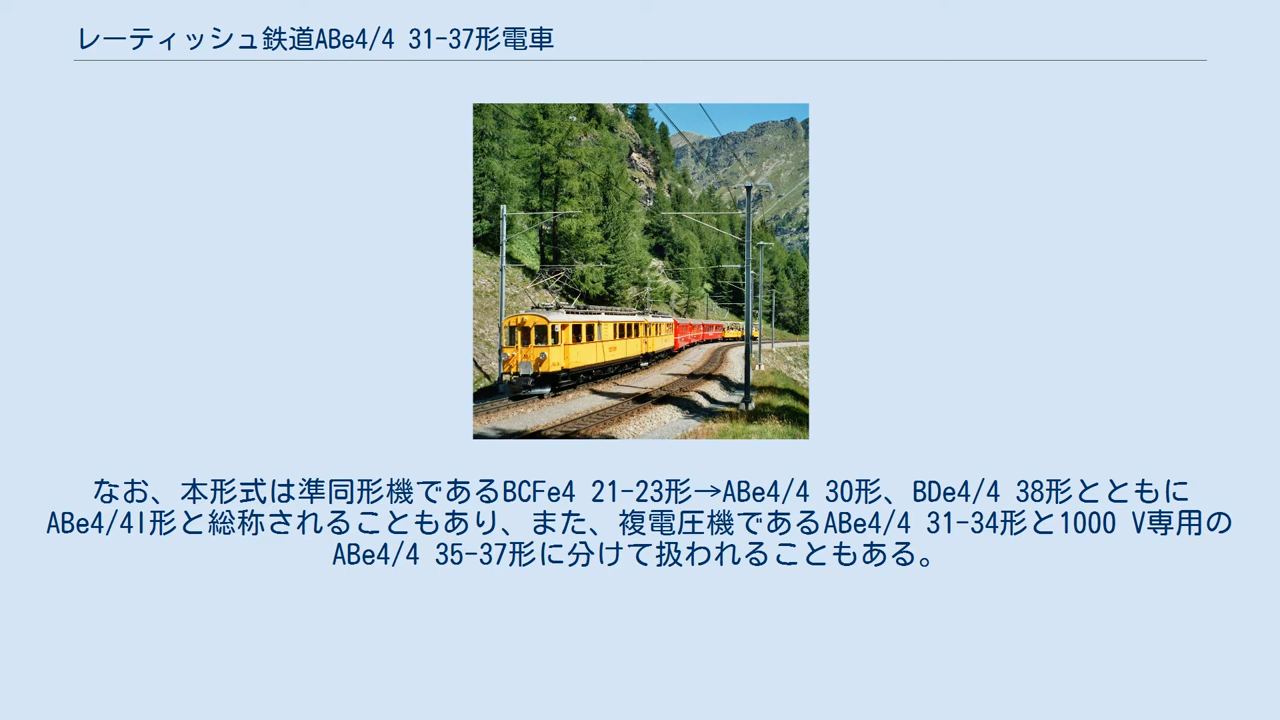 レーティッシュ鉄道ABe4/4 31-37形電車
なお、本形式は準同形機であるBCFe4 21-23形→ABe4/4 30形、BDe4/4 38形とともに
ABe4/4I形と総称されることもあり、また、複電圧機であるABe4/4 31-34形と1000 V専用の
ABe4/4 35-37形に分けて扱われることもある。